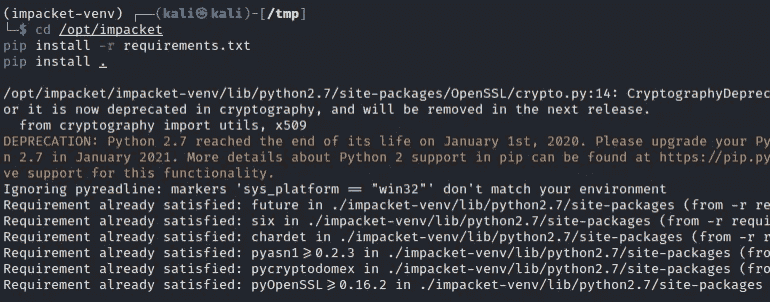 (impacket-venv) ┌──(kali㉿kali)-[/tmp]
└─$ cd /opt/impacket
pip install -r requirements.txt
pip install .
/opt/impacket/impacket-venv/lib/python2.7/site-packages/OpenSSL/crypto.py:14: CryptographyDeprec
or it is now deprecated in cryptography, and will be removed in the next release.
from cryptography import utils, x509
DEPRECATION: Python 2.7 reached the end of its life on January 1st, 2020. Please upgrade your Py
n 2.7 in January 2021. More details about Python 2 support in pip can be found at https://pip.py
ve support for this functionality.
Ignoring pyreadline: markers 'sys_platform == "win32"' don't match your environment
Requirement already satisfied: future in ./impacket-venv/lib/python2.7/site-packages (from -r require
Requirement already satisfied: six in ./impacket-venv/lib/python2.7/site-packages (from -r requi
Requirement already satisfied: chardet in ./impacket-venv/lib/python2.7/site-packages (from -r r
Requirement already satisfied: pyasn1>=0.2.3 in ./impacket-venv/lib/python2.7/site-packages (fro
Requirement already satisfied: pycryptodomex in ./impacket-venv/lib/python2.7/site-packages (fro
Requirement already satisfied: pyOpenSSL>=0.16.2 in ./impacket-venv/lib/python2.7/site-packages